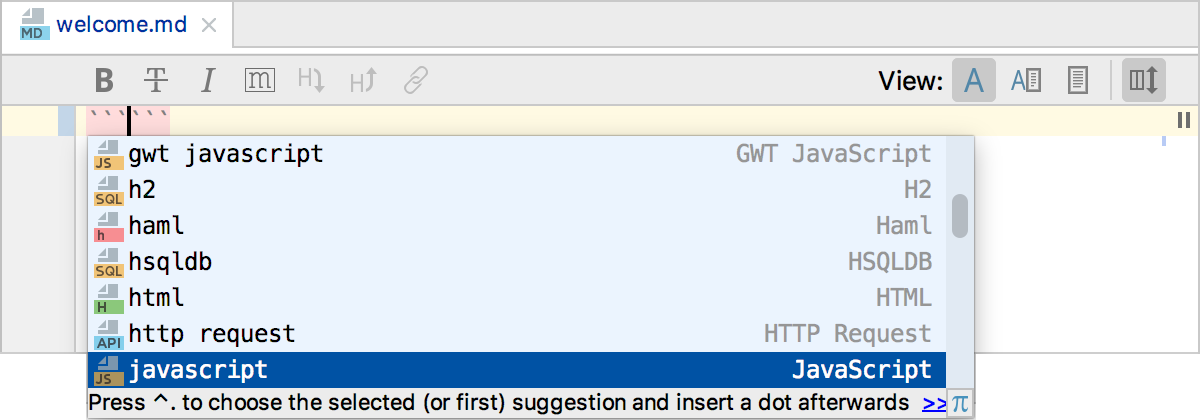 MD welcome.md
B T I m H H View: A A
``````
JS gwt javascript GWT JavaScript
SQL h2 H2
h haml Haml
SQL hsqldb HSQLDB
H html HTML
API http request HTTP Request
JS javascript JavaScript
Press ^. to choose the selected (or first) suggestion and insert a dot afterwards >> π